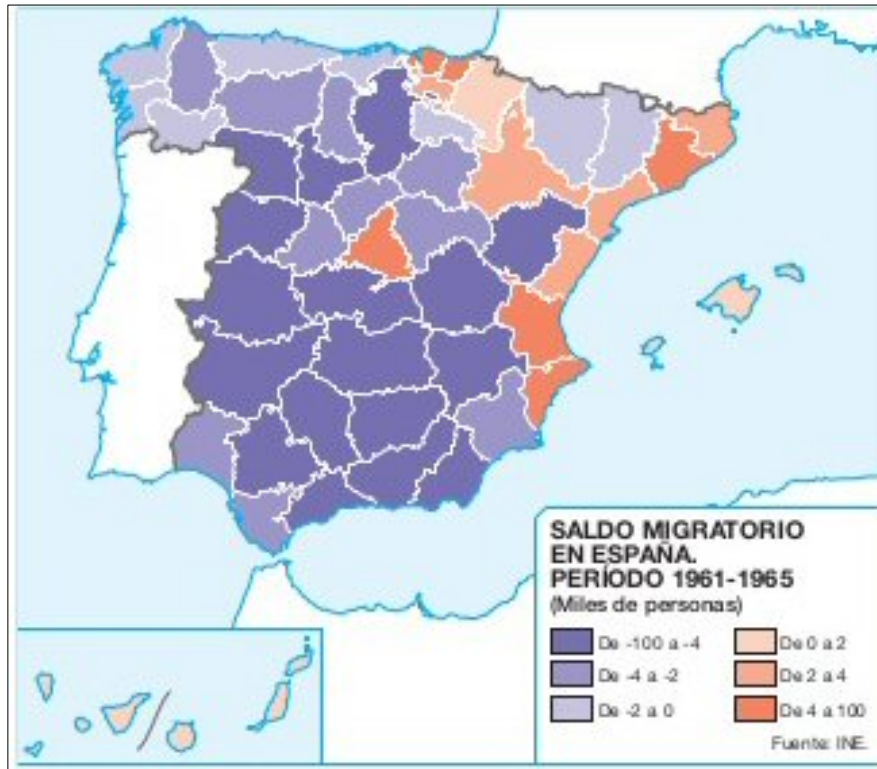 SALDO MIGRATORIO
EN ESPAÑA.
PERÍODO 1961-1965
(Miles de personas)
De -100 a -4
De -4 a -2
De -2 a 0
De 0 a 2
De 2 a 4
De 4 a 100
Fuente: INE.